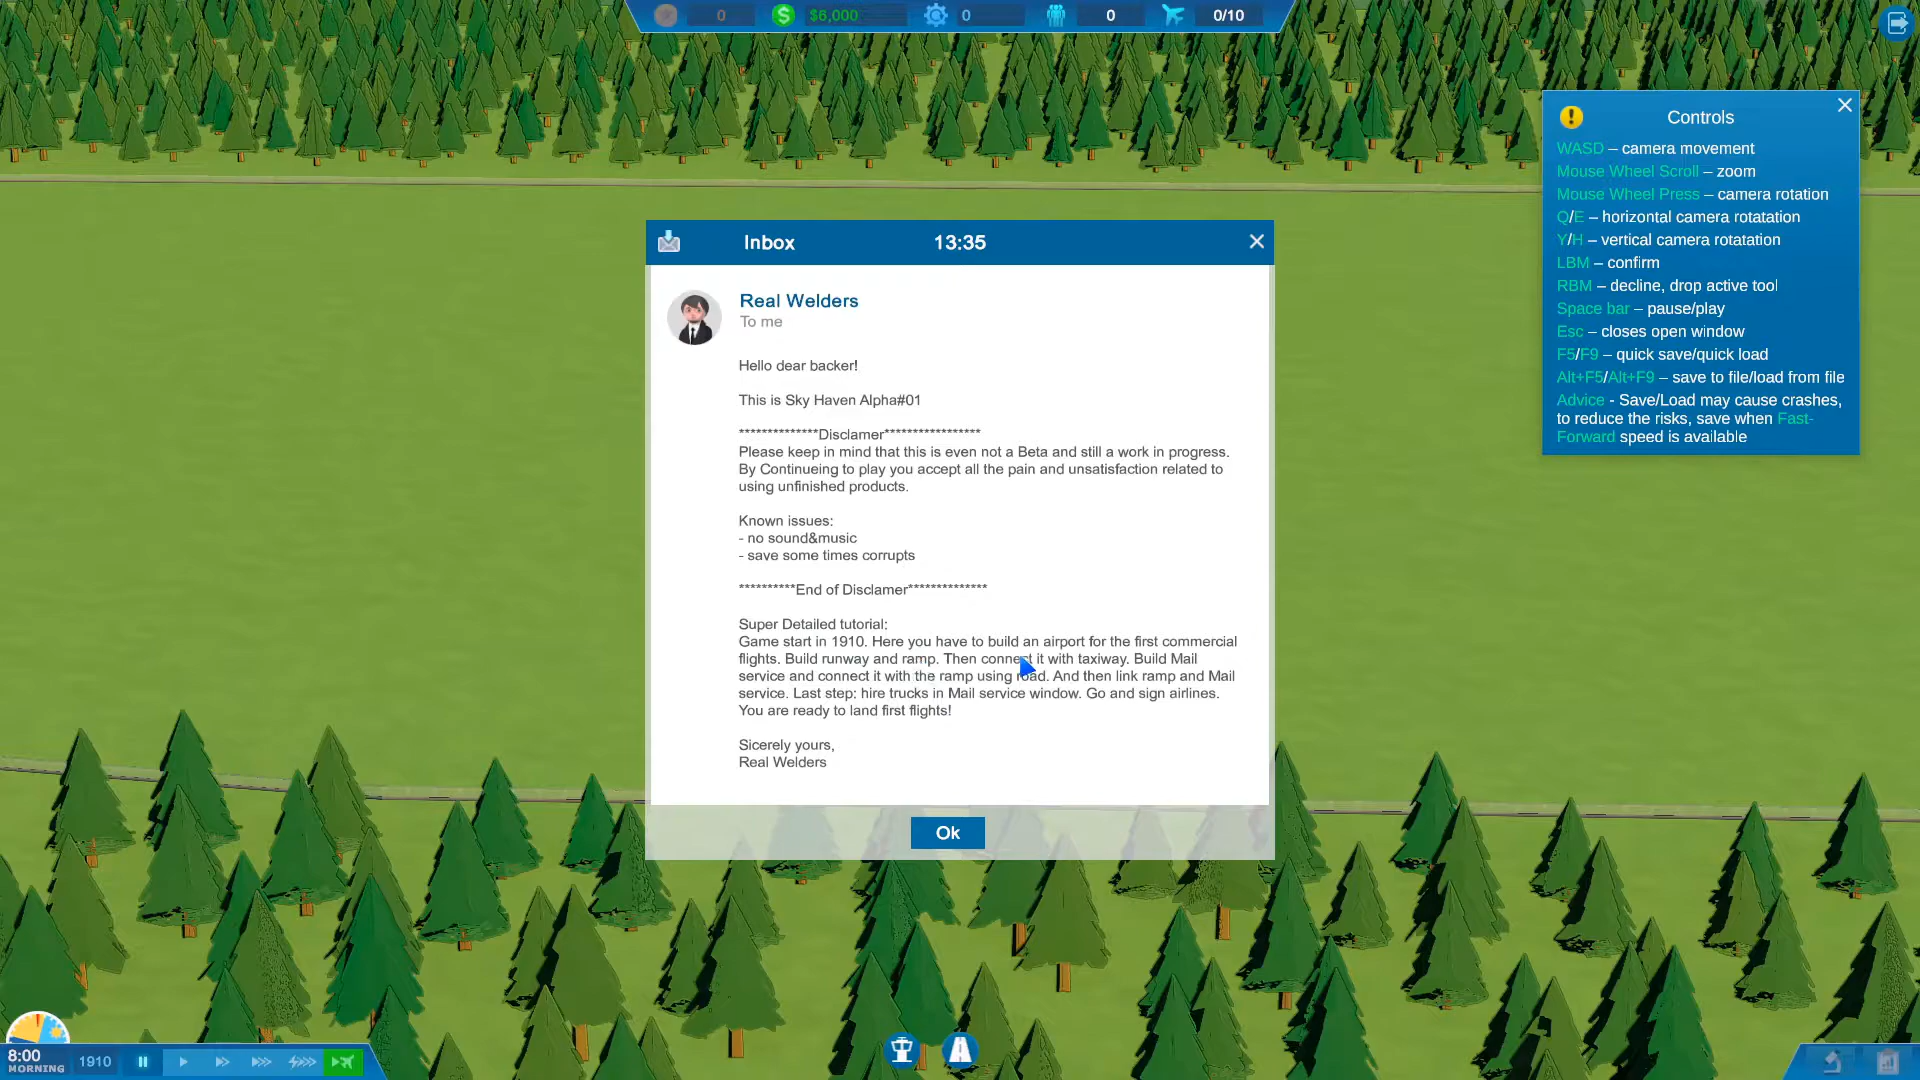 0 $6,000 0 0 0/10
Controls
WASD – camera movement
Mouse Wheel Scroll – zoom
Mouse Wheel Press – camera rotation
Q/E – horizontal camera rotatation
Y/H – vertical camera rotatation
LBM – confirm
RBM – decline, drop active tool
Space bar – pause/play
Esc – closes open window
F5/F9 – quick save/quick load
Alt+F5/Alt+F9 – save to file/load from file
Advice - Save/Load may cause crashes,
to reduce the risks, save when Fast-
Forward speed is available
Inbox 13:35
Real Welders
To me
Hello dear backer!
This is Sky Haven Alpha#01
**************Disclamer*****************
Please keep in mind that this is even not a Beta and still a work in progress.
By Continueing to play you accept all the pain and unsatisfaction related to
using unfinished products.
Known issues:
- no sound&music
- save some times corrupts
**********End of Disclamer**************
Super Detailed tutorial:
Game start in 1910. Here you have to build an airport for the first commercial
flights. Build runway and ramp. Then connect it with taxiway. Build Mail
service and connect it with the ramp using road. And then link ramp and Mail
service. Last step: hire trucks in Mail service window. Go and sign airlines.
You are ready to land first flights!
Sicerely yours,
Real Welders
Ok
8:00
MORNING
1910